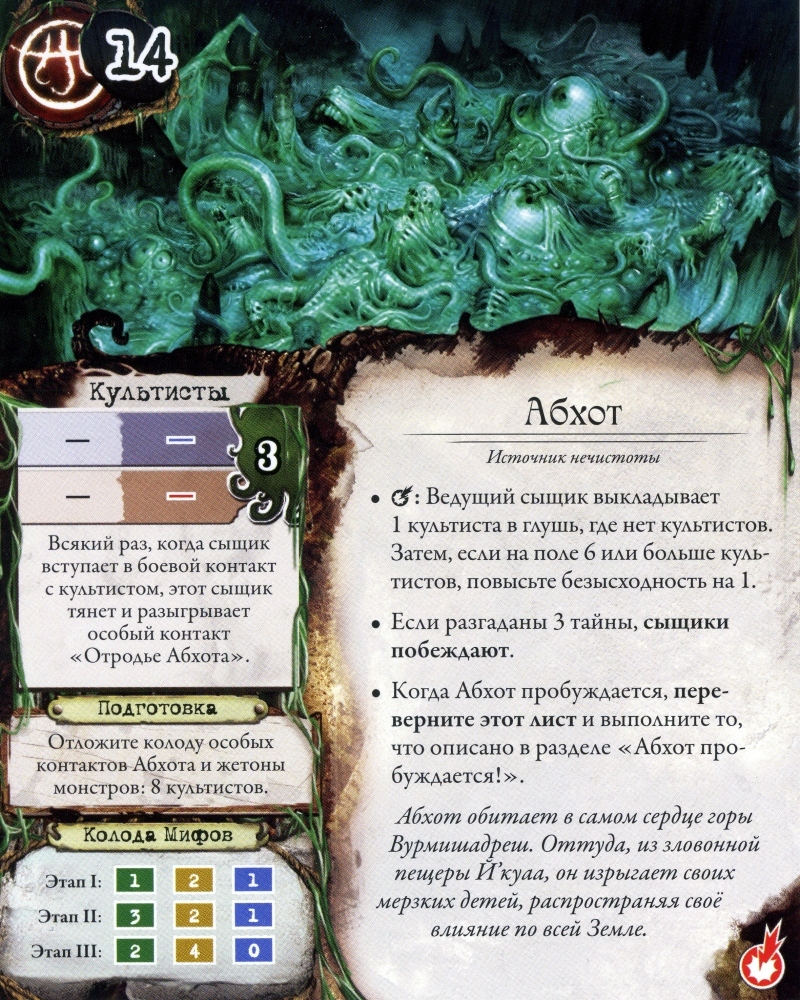 14
Культисты
— —
3
— —
Всякий раз, когда сыщик
вступает в боевой контакт
с культистом, этот сыщик
тянет и разыгрывает
особый контакт
«Отродье Абхота».
Подготовка
Отложите колоду особых
контактов Абхота и жетоны
монстров: 8 культистов.
Колода Мифов
Этап I: 1 2 1
Этап II: 3 2 1
Этап III: 2 4 0
Абхот
Источник нечистоты
• : Ведущий сыщик выкладывает
1 культиста в глушь, где нет культистов.
Затем, если на поле 6 или больше куль-
тистов, повысьте безысходность на 1.
• Если разгаданы 3 тайны, сыщики
побеждают.
• Когда Абхот пробуждается, пере-
верните этот лист и выполните то,
что описано в разделе «Абхот про-
буждается!».
Абхот обитает в самом сердце горы
Вурмишадреш. Оттуда, из зловонной
пещеры Й’куаа, он изрыгает своих
мерзких детей, распространяя своё
влияние по всей Земле.